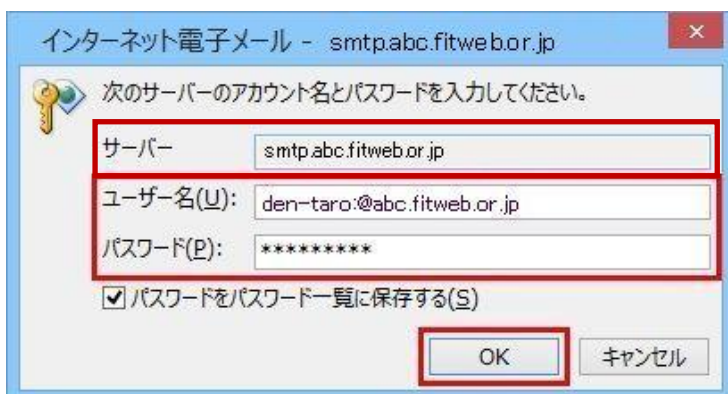 インターネット電子メール - smtp.abc.fitweb.or.jp
次のサーバーのアカウント名とパスワードを入力してください。
サーバー smtp.abc.fitweb.or.jp
ユーザー名(U): den-taro:@abc.fitweb.or.jp
パスワード(P): *********
パスワードをパスワード一覧に保存する(S)
OK キャンセル